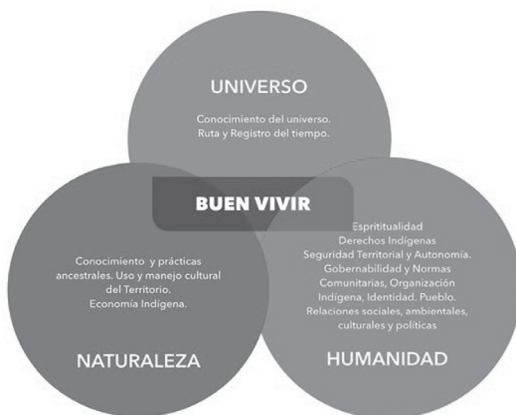 UNIVERSO
Conocimiento del universo.
Ruta y Registro del tiempo.
BUEN VIVIR
Conocimiento y prácticas
ancestrales. Uso y manejo cultural
del Territorio.
Economía Indígena.
NATURALEZA
Esprititualidad
Derechos Indígenas
Seguridad Territorial y Autonomía.
Gobernabilidad y Normas
Comunitarias, Organización
Indígena, Identidad. Pueblo.
Relaciones sociales, ambientales,
culturales y políticas
HUMANIDAD